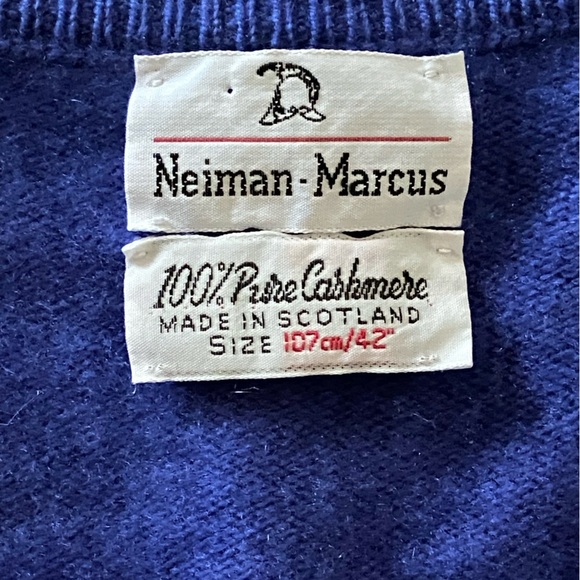 Neiman-Marcus
100% Pure Cashmere
MADE IN SCOTLAND
SIZE 107cm/42"